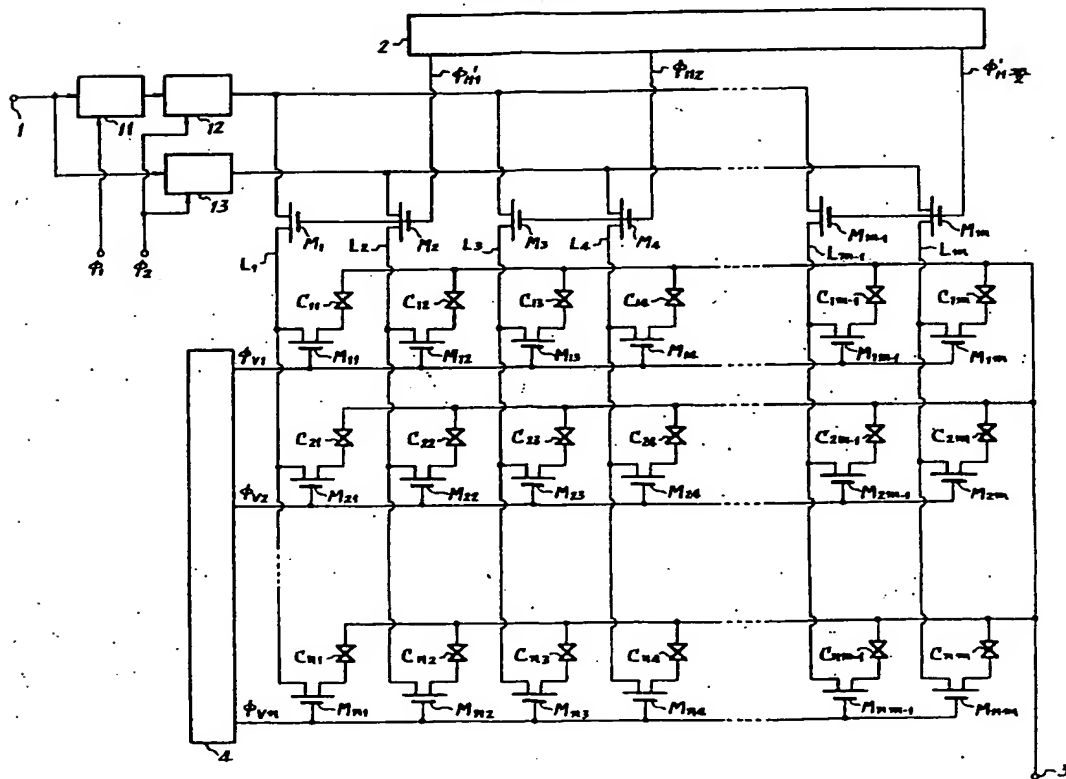 2
ΦH1' ΦH2 Φ'H-m/2
1 11 12
13
Φ1 Φ2
M1 M2 M3 M4 Mm-1 Mm
L1 L2 L3 L4 Lm-1 Lm
C11 C12 C13 C14 C1m-1 C1m
ΦV1 M11 M12 M13 M14 M1m-1 M1m
C21 C22 C23 C24 C2m-1 C2m
ΦV2 M21 M22 M23 M24 M2m-1 M2m
Cn1 Cn2 Cn3 Cn4 Cnm-1 Cnm
ΦVn Mn1 Mn2 Mn3 Mn4 Mnm-1 Mnm
4 3